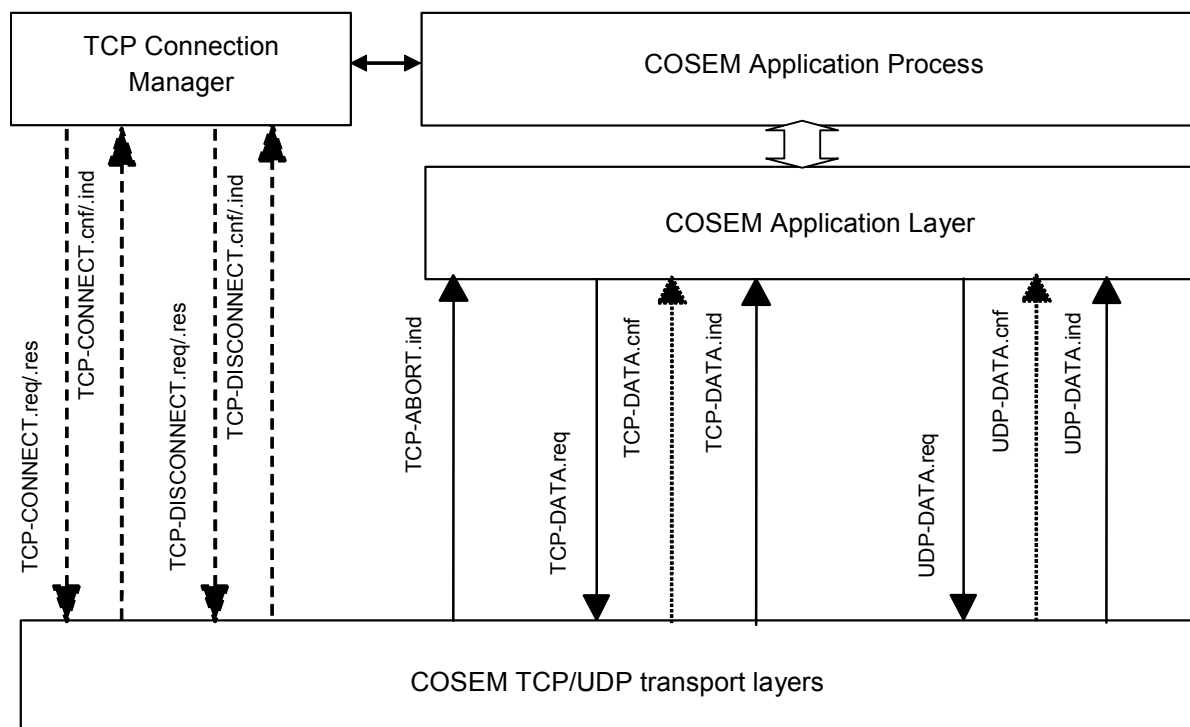 TCP Connection
Manager
COSEM Application Process
COSEM Application Layer
TCP-CONNECT.req/.res
TCP-CONNECT.cnf/.ind
TCP-DISCONNECT.req/.res
TCP-DISCONNECT.cnf/.ind
TCP-ABORT.ind
TCP-DATA.req
TCP-DATA.cnf
TCP-DATA.ind
UDP-DATA.req
UDP-DATA.cnf
UDP-DATA.ind
COSEM TCP/UDP transport layers